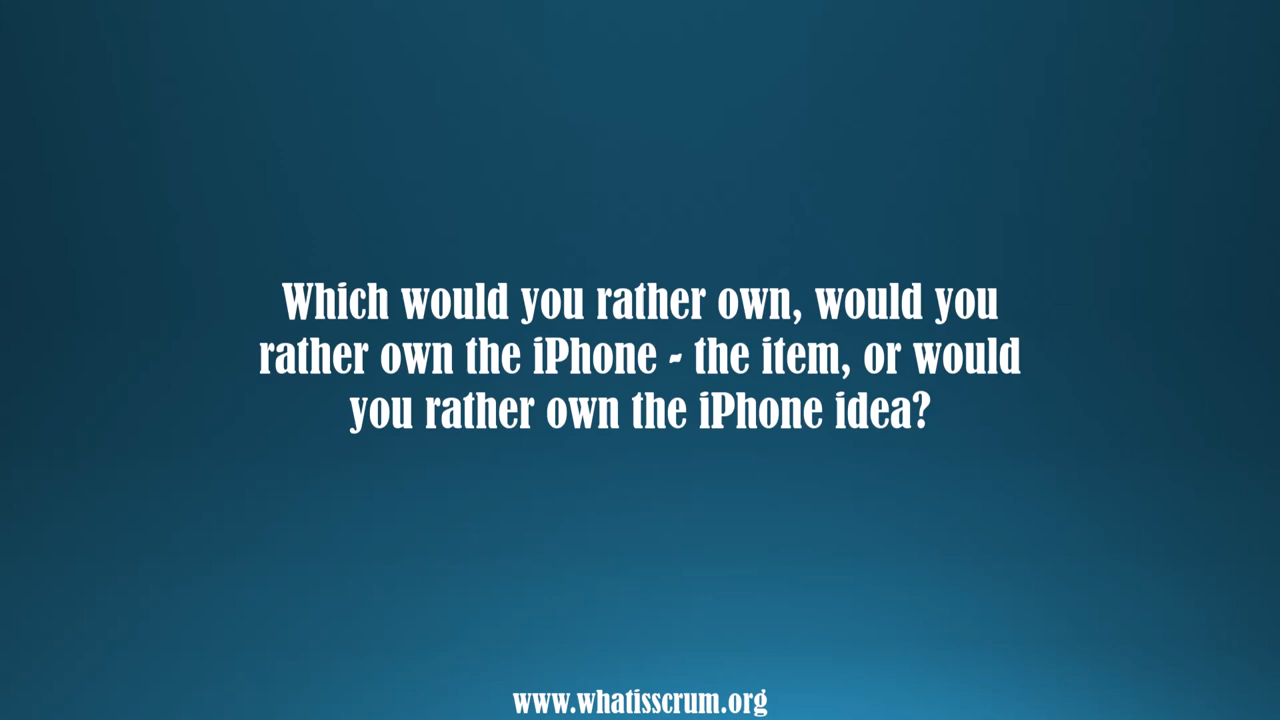 Which would you rather own, would you
rather own the iPhone - the item, or would
you rather own the iPhone idea?
www.whatisscrum.org